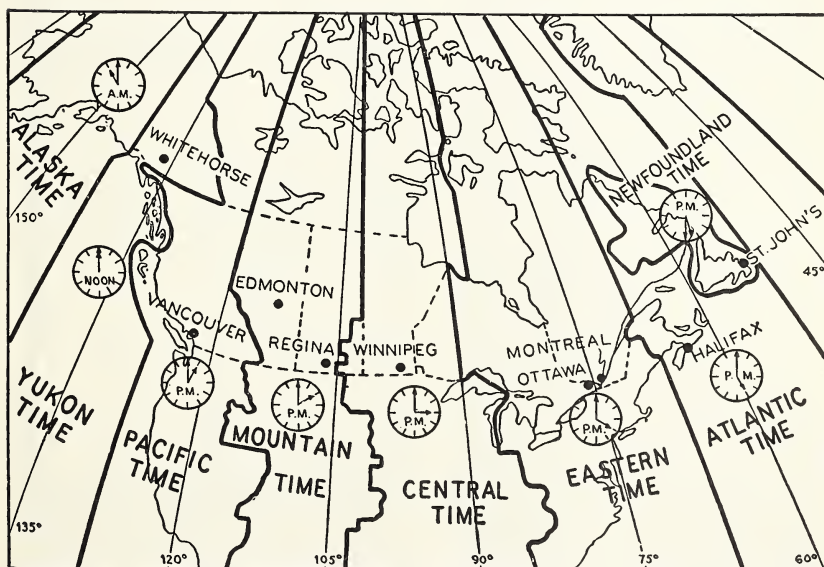 A.M.
ALASKA
TIME
WHITEHORSE
NEWFOUNDLAND
TIME
P.M.
ST. JOHN'S
150°
45°
NOON
EDMONTON
VANCOUVER
REGINA
WINNIPEG
MONTREAL
OTTAWA
HALIFAX
P.M.
P.M.
P.M.
P.M.
P.M.
YUKON
TIME
PACIFIC
TIME
MOUNTAIN
TIME
CENTRAL
TIME
EASTERN
TIME
ATLANTIC
TIME
135°
120°
105°
90°
75°
60°